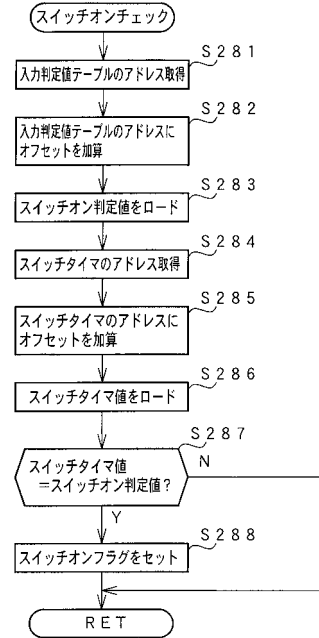 スイッチオンチェック
S281
入力判定値テーブルのアドレス取得
S282
入力判定値テーブルのアドレスに
オフセットを加算
S283
スイッチオン判定値をロード
S284
スイッチタイマのアドレス取得
S285
スイッチタイマのアドレスに
オフセットを加算
S286
スイッチタイマ値をロード
S287
スイッチタイマ値
=スイッチオン判定値?
N
Y
S288
スイッチオンフラグをセット
RET